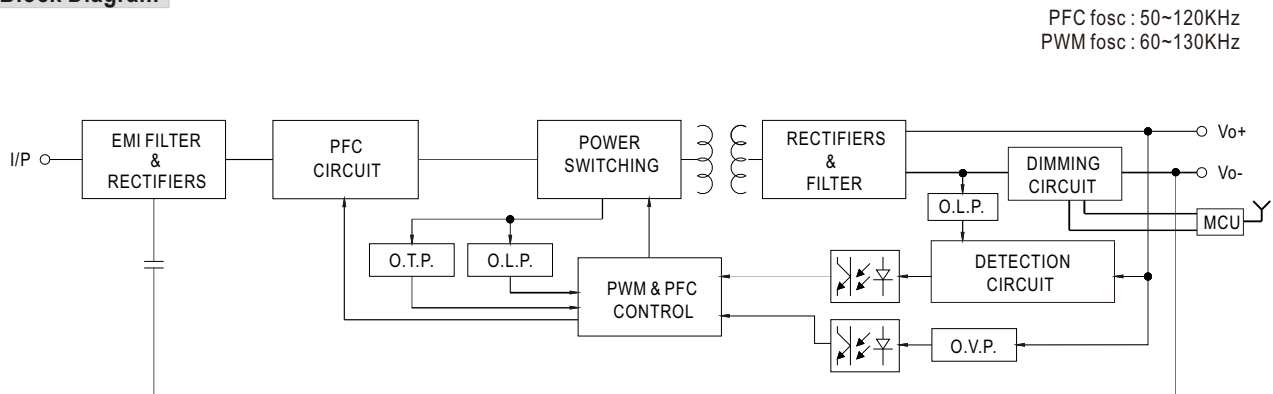 Block Diagram
PFC fosc : 50~120KHz
PWM fosc : 60~130KHz
I/P
EMI FILTER
&
RECTIFIERS
PFC
CIRCUIT
POWER
SWITCHING
RECTIFIERS
&
FILTER
DIMMING
CIRCUIT
Vo+
Vo-
MCU
O.L.P.
O.T.P.
O.L.P.
PWM & PFC
CONTROL
DETECTION
CIRCUIT
O.V.P.